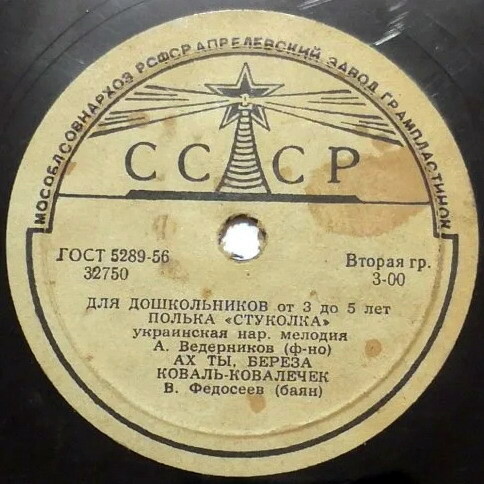 МОСОБЛСОВНАРХОЗ РСФСР АПРЕЛЕВСКИЙ ЗАВОД ГРАМПЛАСТИНОК
СССР
ГОСТ 5289-56
32750
Вторая гр.
3-00
ДЛЯ ДОШКОЛЬНИКОВ от 3 до 5 лет
ПОЛЬКА «СТУКОЛКА»
украинская нар. мелодия
А. Ведерников (ф-но)
АХ ТЫ, БЕРЕЗА
КОВАЛЬ-КОВАЛЕЧЕК
В. Федосеев (баян)